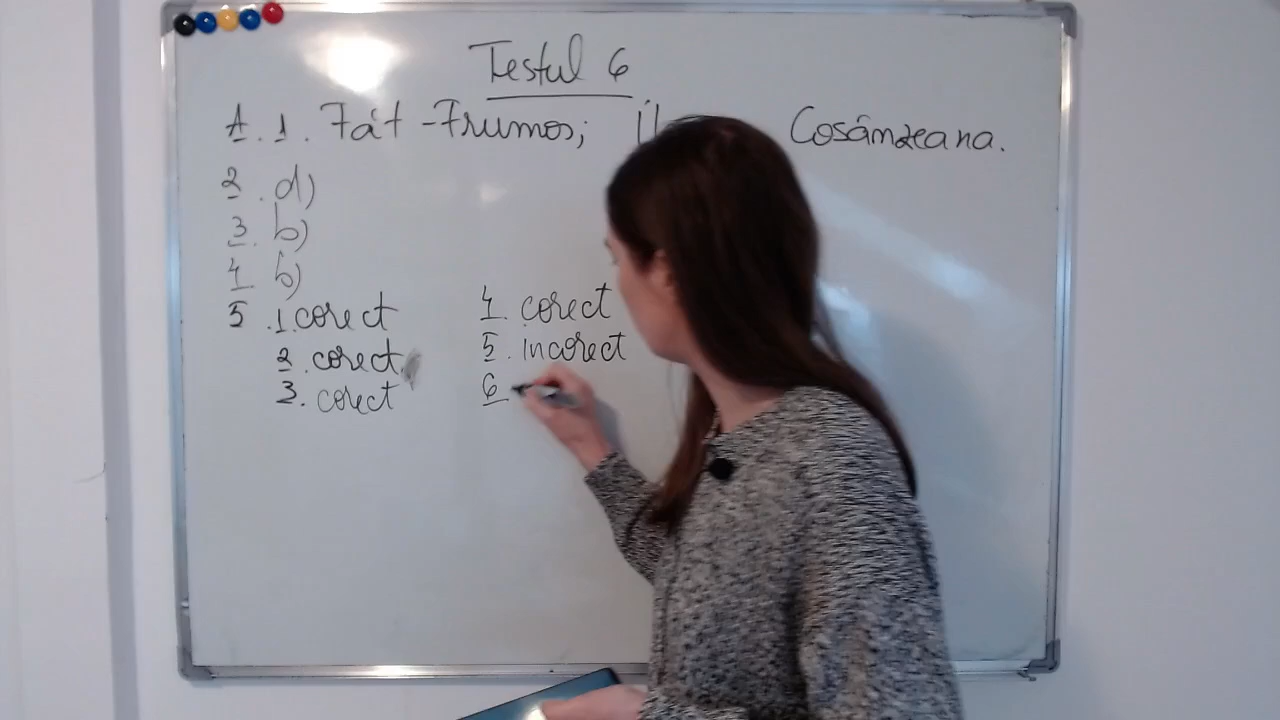 Testul 6
A. 1. Făt-Frumos; Cosânzeana.
2. d)
3. b)
4 b)
5 .1. corect
2. corect
3. corect
4. corect
5. incorect
6